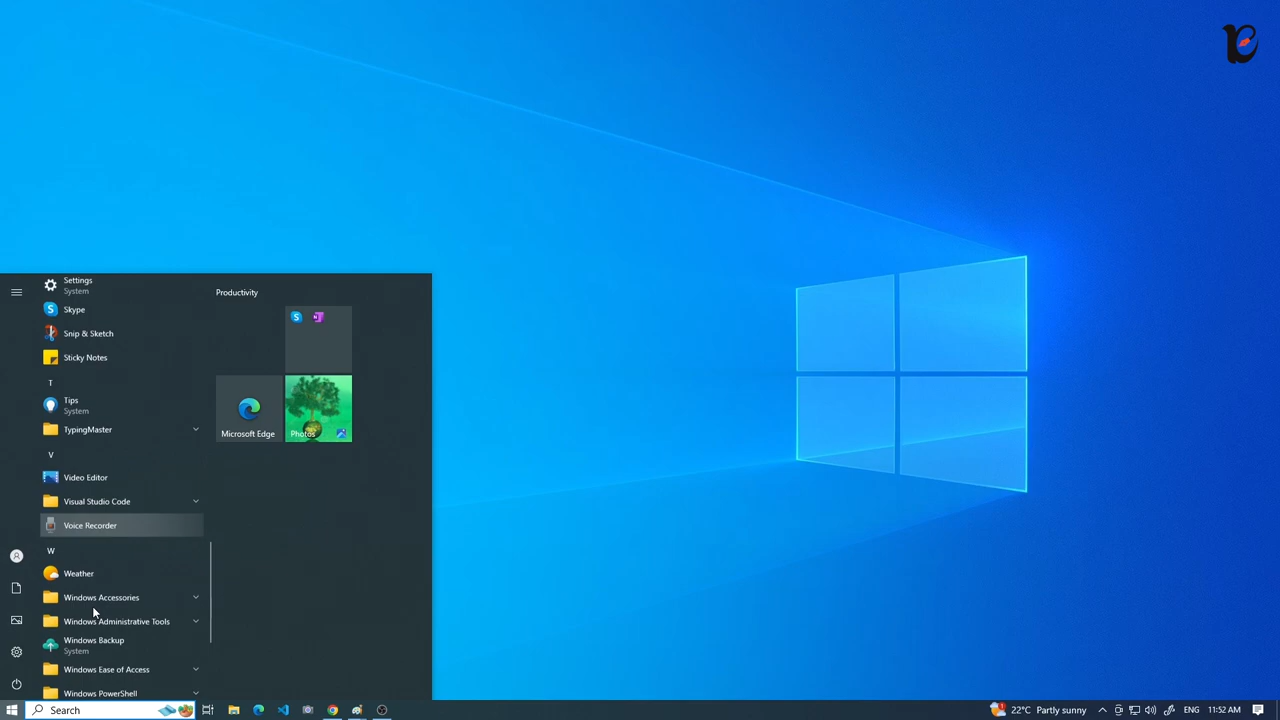 Settings
System
Skype
Snip & Sketch
Sticky Notes
T
Tips
System
TypingMaster
V
Video Editor
Visual Studio Code
Voice Recorder
W
Weather
Windows Accessories
Windows Administrative Tools
Windows Backup
System
Windows Ease of Access
Windows PowerShell
Productivity
Microsoft Edge
Photos
Search
22°C Partly sunny
ENG
11:52 AM